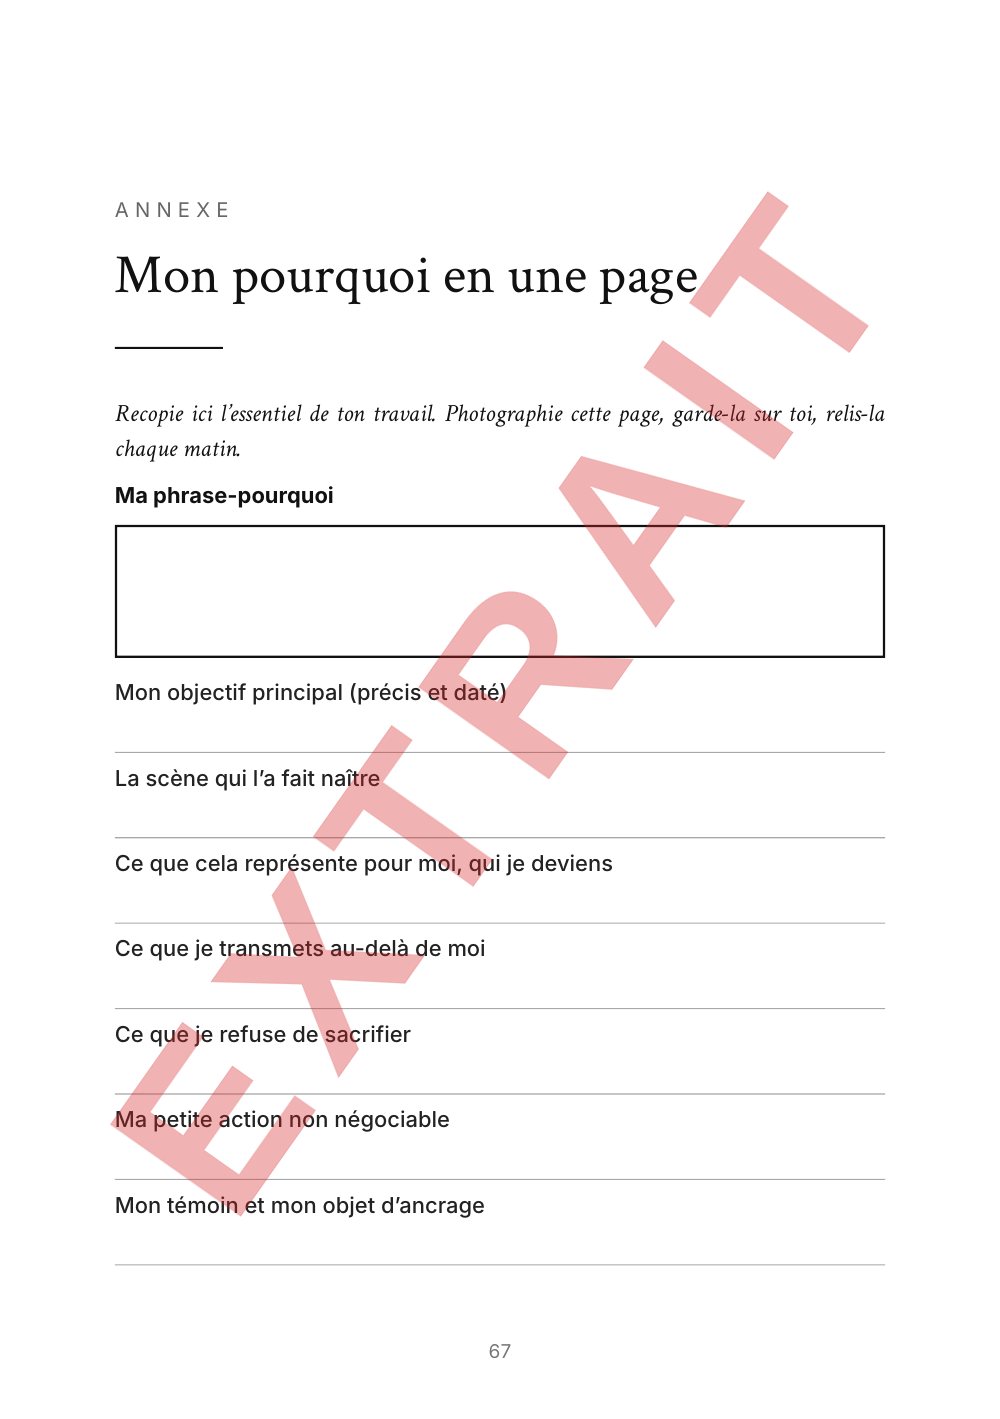 ANNEXE
Mon pourquoi en une page
Recopie ici l’essentiel de ton travail. Photographie cette page, garde-la sur toi, relis-la
chaque matin.
Ma phrase-pourquoi
Mon objectif principal (précis et daté)
La scène qui l’a fait naître
Ce que cela représente pour moi, qui je deviens
Ce que je transmets au-delà de moi
Ce que je refuse de sacrifier
Ma petite action non négociable
Mon témoin et mon objet d’ancrage
67
EXTRAIT